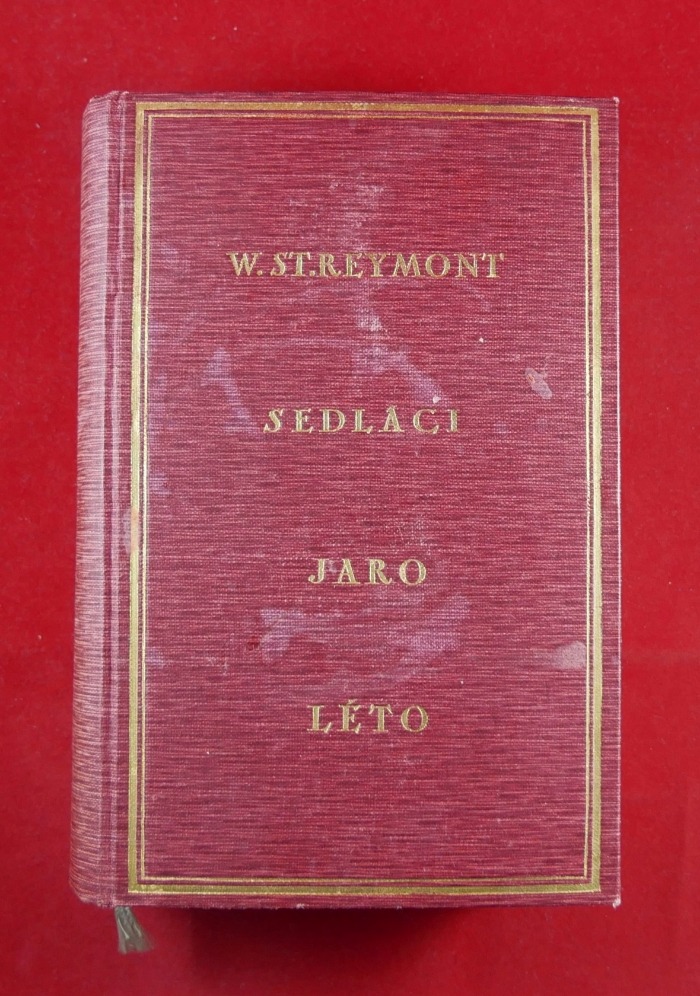 W. ST. REYMONT
SEDLÁCI
JARO
LÉTO